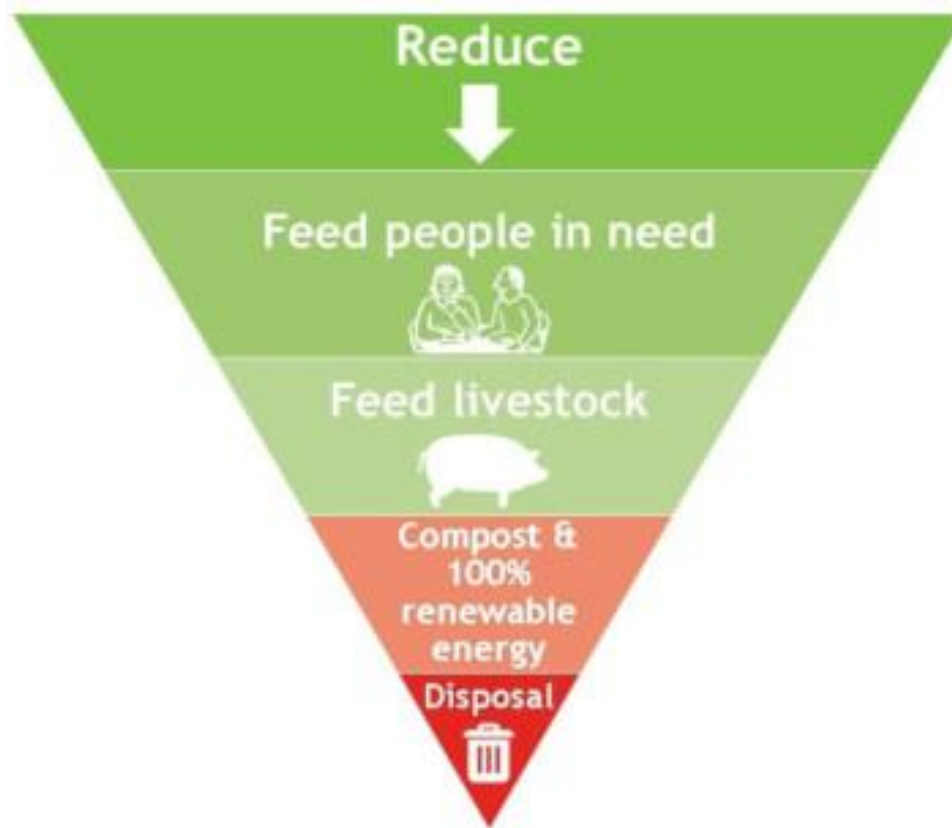 Reduce
Feed people in need
Feed livestock
Compost &
100%
renewable
energy
Disposal